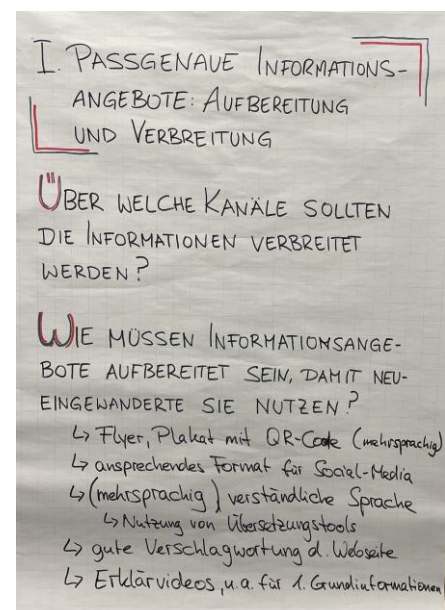 I. PASSGENAUE INFORMATIONS-
ANGEBOTE: AUFBEREITUNG
UND VERBREITUNG
ÜBER WELCHE KANÄLE SOLLTEN
DIE INFORMATIONEN VERBREITET
WERDEN?
WIE MÜSSEN INFORMATIONSANGE-
BOTE AUFBEREITET SEIN, DAMIT NEU-
EINGEWANDERTE SIE NUTZEN?
↳ Flyer, Plakat mit QR-Code (mehrsprachig)
↳ ansprechendes Format für Social-Media
↳ (mehrsprachig) verständliche Sprache
↳ Nutzung von Übersetzungstools
↳ gute Verschlagwortung d. Webseite
↳ Erklärvideos, u.a. für 1. Grundinformationen